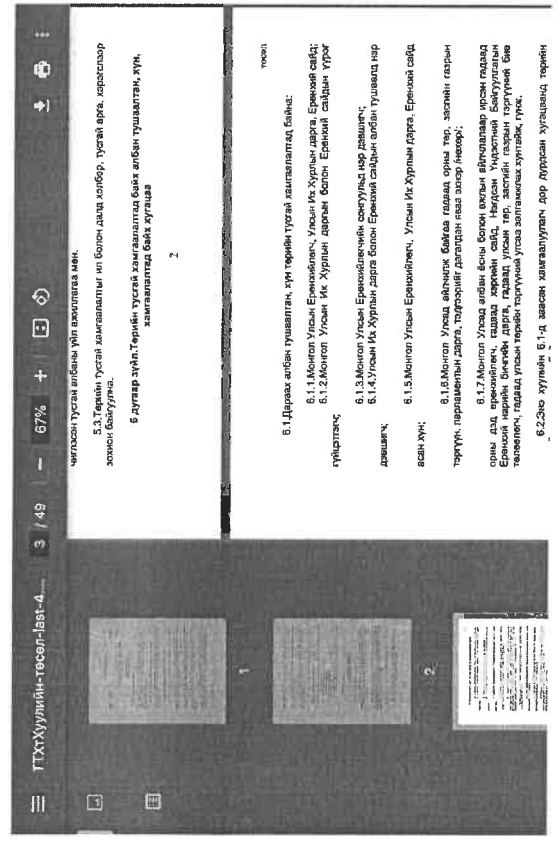 ТТХтХуулийн-төсөл-last-4....
3 / 49
67%
чиглэсэн тусгай албаны үйл ажиллагаа мөн.
5.3.Төрийн тусгай хамгаалалтыг ил болон далд хэлбэр, тусгай арга, хэрэгслээр
зохион байгуулна.
6 дугаар зүйл.Төрийн тусгай хамгаалалтад байх албан тушаалтан, хүн,
хамгаалалтад байх хугацаа
2
төсөл
6.1.Дараах албан тушаалтан, хүн төрийн тусгай хамгаалалтад байна:
6.1.1.Монгол Улсын Ерөнхийлөгч, Улсын Их Хурлын дарга, Ерөнхий сайд;
6.1.2.Монгол Улсын Их Хурлын даргын болон Ерөнхий сайдын үүрэг
гүйцэтгэгч;
6.1.3.Монгол Улсын Ерөнхийлөгчийн сонгуульд нэр дэвшигч;
6.1.4.Улсын Их Хурлын дарга болон Ерөнхий сайдын албан тушаалд нэр
дэвшигч;
6.1.5.Монгол Улсын Ерөнхийлөгч, Улсын Их Хурлын дарга, Ерөнхий сайд
асан хүн;
6.1.6.Монгол Улсад айлчилж байгаа гадаад орны төр, засгийн газрын
тэргүүн, парламентын дарга, тэдгээрийг дагалдан яваа эхнэр /нөхөр/;
6.1.7.Монгол Улсад албан ёсны болон ажлын айлчлалаар ирсэн гадаад
орны дэд ерөнхийлөгч, гадаад хэргийн сайд, Нэгдсэн Үндэстний Байгууллагын
Ерөнхий нарийн бичгийн дарга, гадаад улсын төр, засгийн газрын тэргүүний бие
төлөөлөгч, гадаад улсын төрийн тэргүүний угсаа залгамжлах хунтайж, гүнж.
6.2.Энэ хуулийн 6.1-д заасан хамгаалуулагч дор дурдсан хугацаанд төрийн
1
2